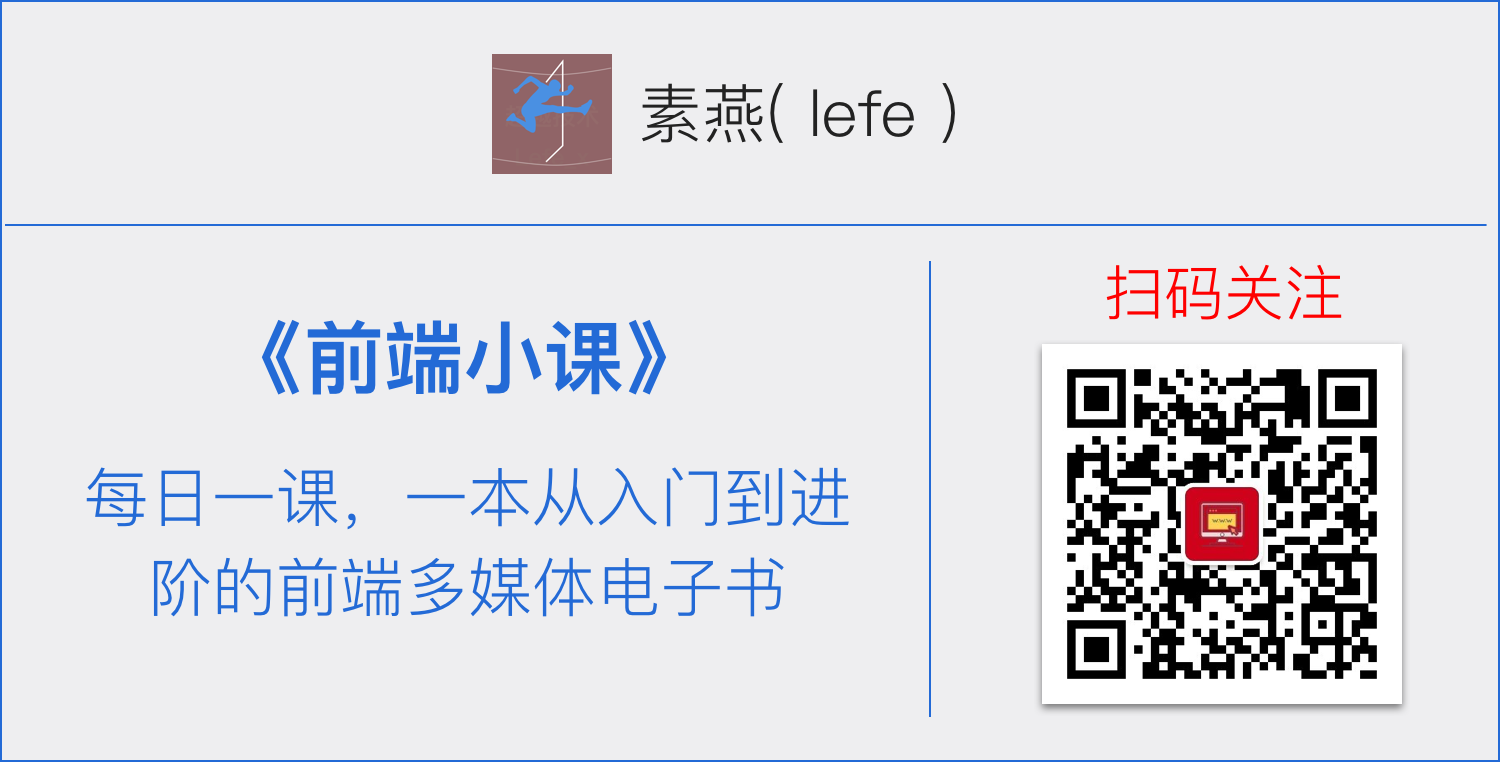 素燕( lefe )
《前端小课》
每日一课，一本从入门到进
阶的前端多媒体电子书
扫码关注
www